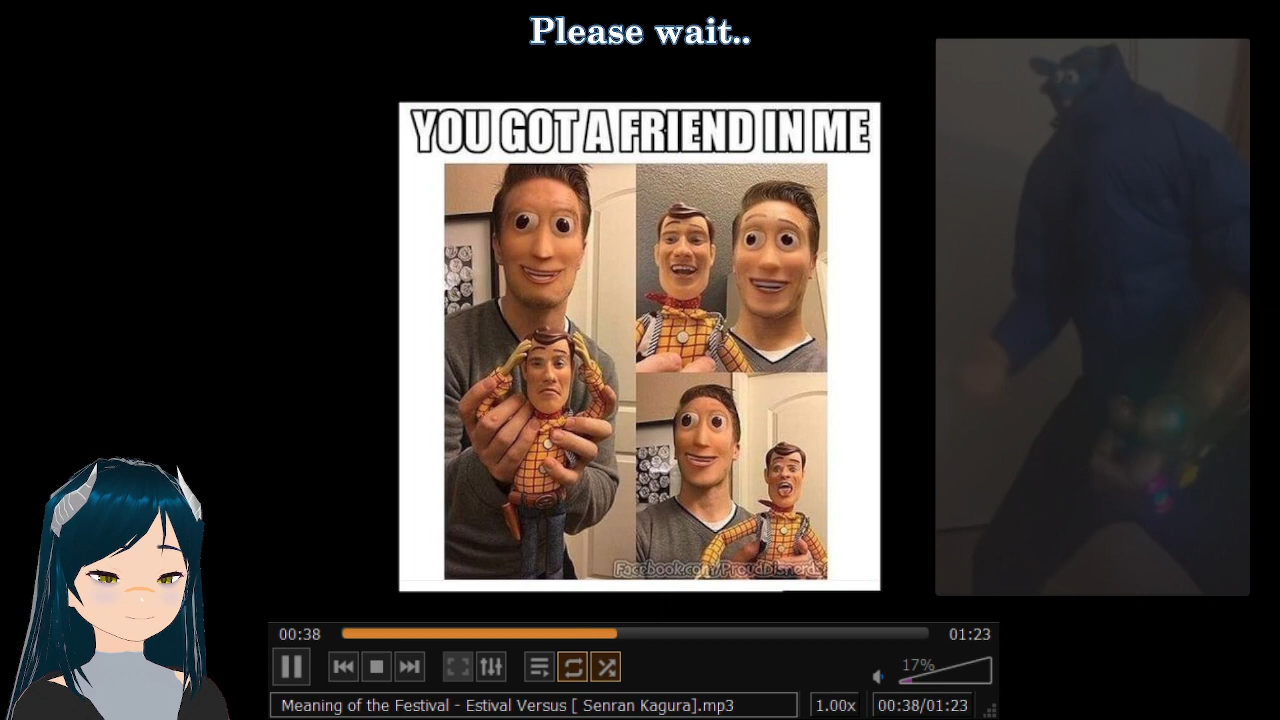 Please wait..
YOU GOT A FRIEND IN ME
Facebook.com/ProudDisnerds
00:38
01:23
17%
Meaning of the Festival - Estival Versus [ Senran Kagura].mp3
1.00x
00:38/01:23